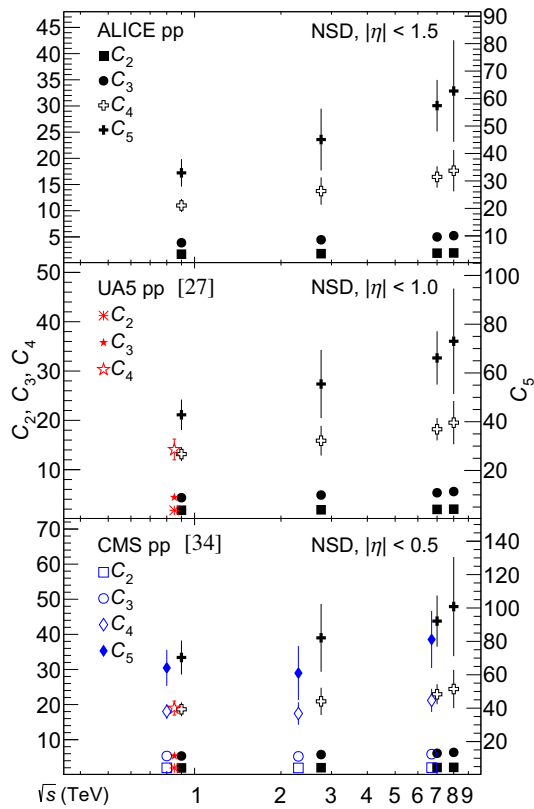 45
40
35
30
25
20
15
10
5
ALICE pp
C₂
C₃
C₄
C₅
NSD, |η| < 1.5
90
80
70
60
50
40
30
20
10
50
40
30
20
10
C₂, C₃, C₄
UA5 pp [27]
C₂
C₃
C₄
NSD, |η| < 1.0
100
80
60
40
20
C₅
70
60
50
40
30
20
10
CMS pp [34]
C₂
C₃
C₄
C₅
NSD, |η| < 0.5
140
120
100
80
60
40
20
√s (TeV) 1 2 3 4 5 6 7 8 9